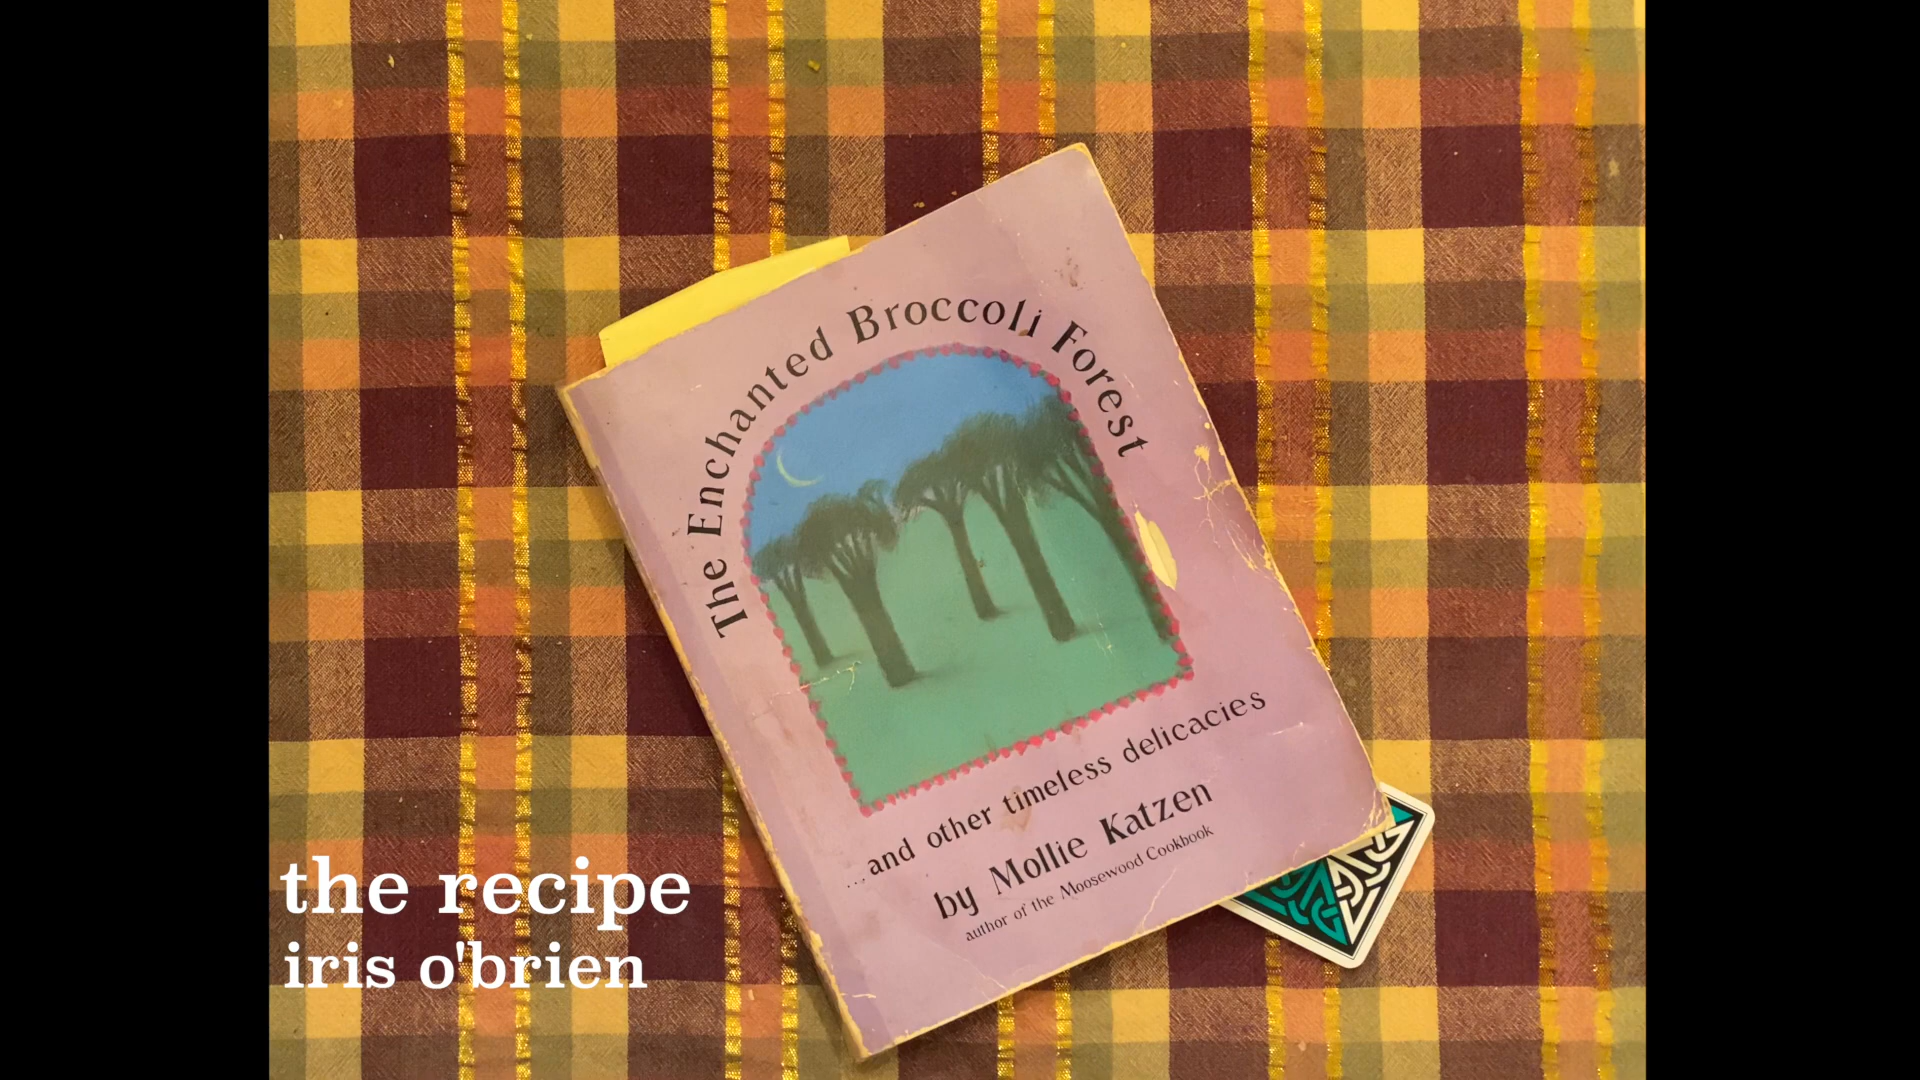 The Enchanted Broccoli Forest
...and other timeless delicacies
by Mollie Katzen
author of the Moosewood Cookbook
the recipe
iris o'brien